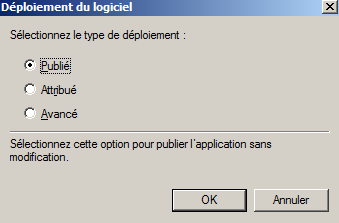 Déploiement du logiciel
Sélectionnez le type de déploiement :
Publié
Attribué
Avancé
Sélectionnez cette option pour publier l'application sans
modification.
OK
Annuler